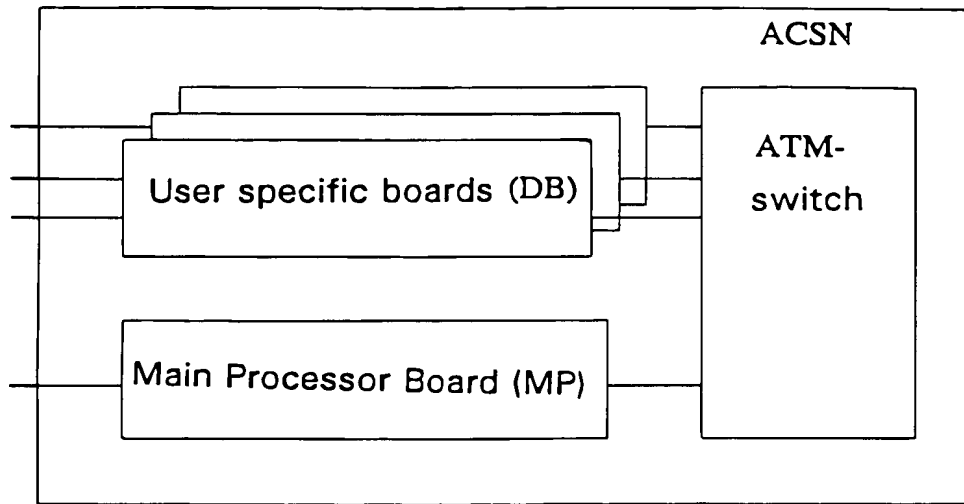 ACSN
User specific boards (DB)
ATM-
switch
Main Processor Board (MP)